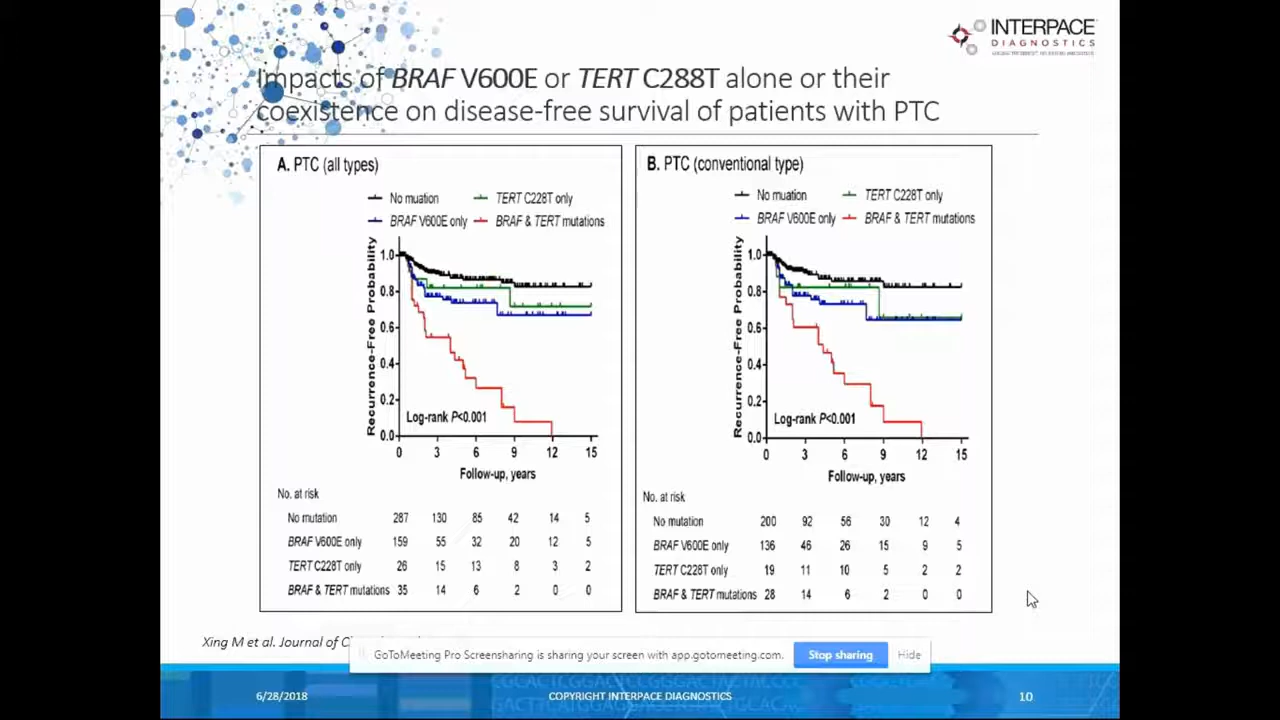 INTERPACE
DIAGNOSTICS
Impacts of BRAF V600E or TERT C288T alone or their
coexistence on disease-free survival of patients with PTC
A. PTC (all types)
No muation
TERT C228T only
BRAF V600E only
BRAF & TERT mutations
Recurrence-Free Probability
1.0
0.8
0.6
0.4
0.2
0.0
Log-rank P<0.001
0 3 6 9 12 15
Follow-up, years
No. at risk
No mutation 287 130 85 42 14 5
BRAF V600E only 159 55 32 20 12 5
TERT C228T only 26 15 13 8 3 2
BRAF & TERT mutations 35 14 6 2 0 0
B. PTC (conventional type)
No muation
TERT C228T only
BRAF V600E only
BRAF & TERT mutations
Recurrence-Free Probability
1.0
0.8
0.6
0.4
0.2
0.0
Log-rank P<0.001
0 3 6 9 12 15
Follow-up, years
No. at risk
No mutation 200 92 56 30 12 4
BRAF V600E only 136 46 26 15 9 5
TERT C228T only 19 11 10 5 2 2
BRAF & TERT mutations 28 14 6 2 0 0
Xing M et al. Journal of
GoToMeeting Pro Screensharing is sharing your screen with app.gotomeeting.com.
Stop sharing
Hide
6/28/2018
COPYRIGHT INTERPACE DIAGNOSTICS
10